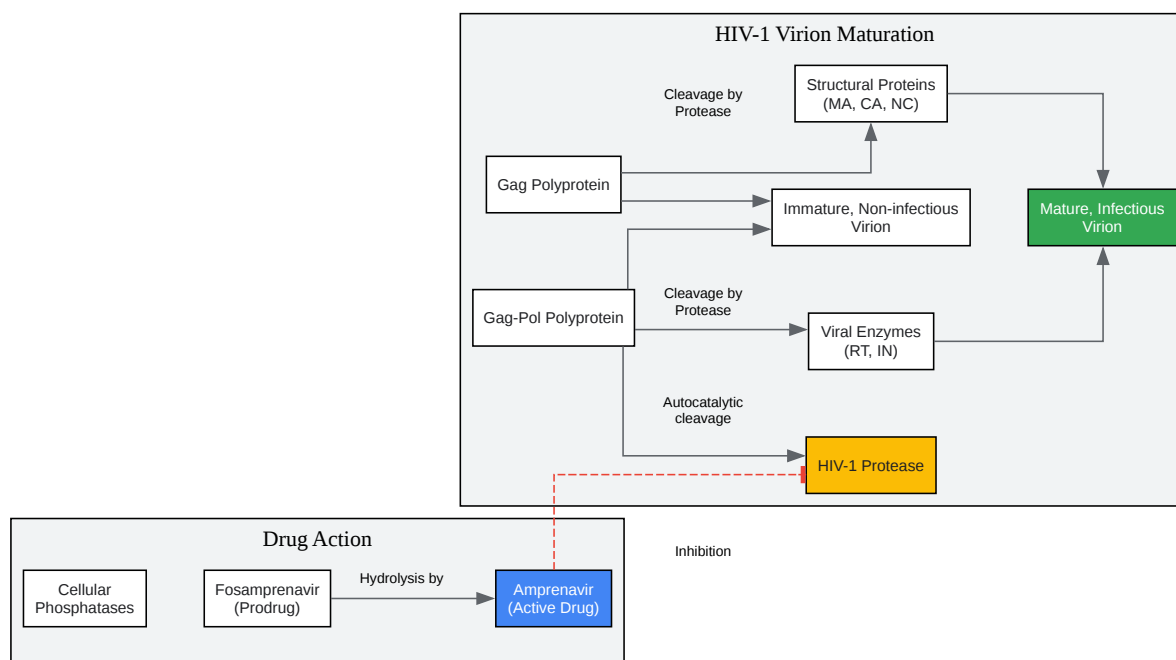 HIV-1 Virion Maturation
Structural Proteins
(MA, CA, NC)
Cleavage by
Protease
Gag Polyprotein
Immature, Non-infectious
Virion
Mature, Infectious
Virion
Cleavage by
Protease
Gag-Pol Polyprotein
Viral Enzymes
(RT, IN)
Autocatalytic
cleavage
HIV-1 Protease
Drug Action
Inhibition
Cellular
Phosphatases
Fosamprenavir
(Prodrug)
Hydrolysis by
Amprenavir
(Active Drug)